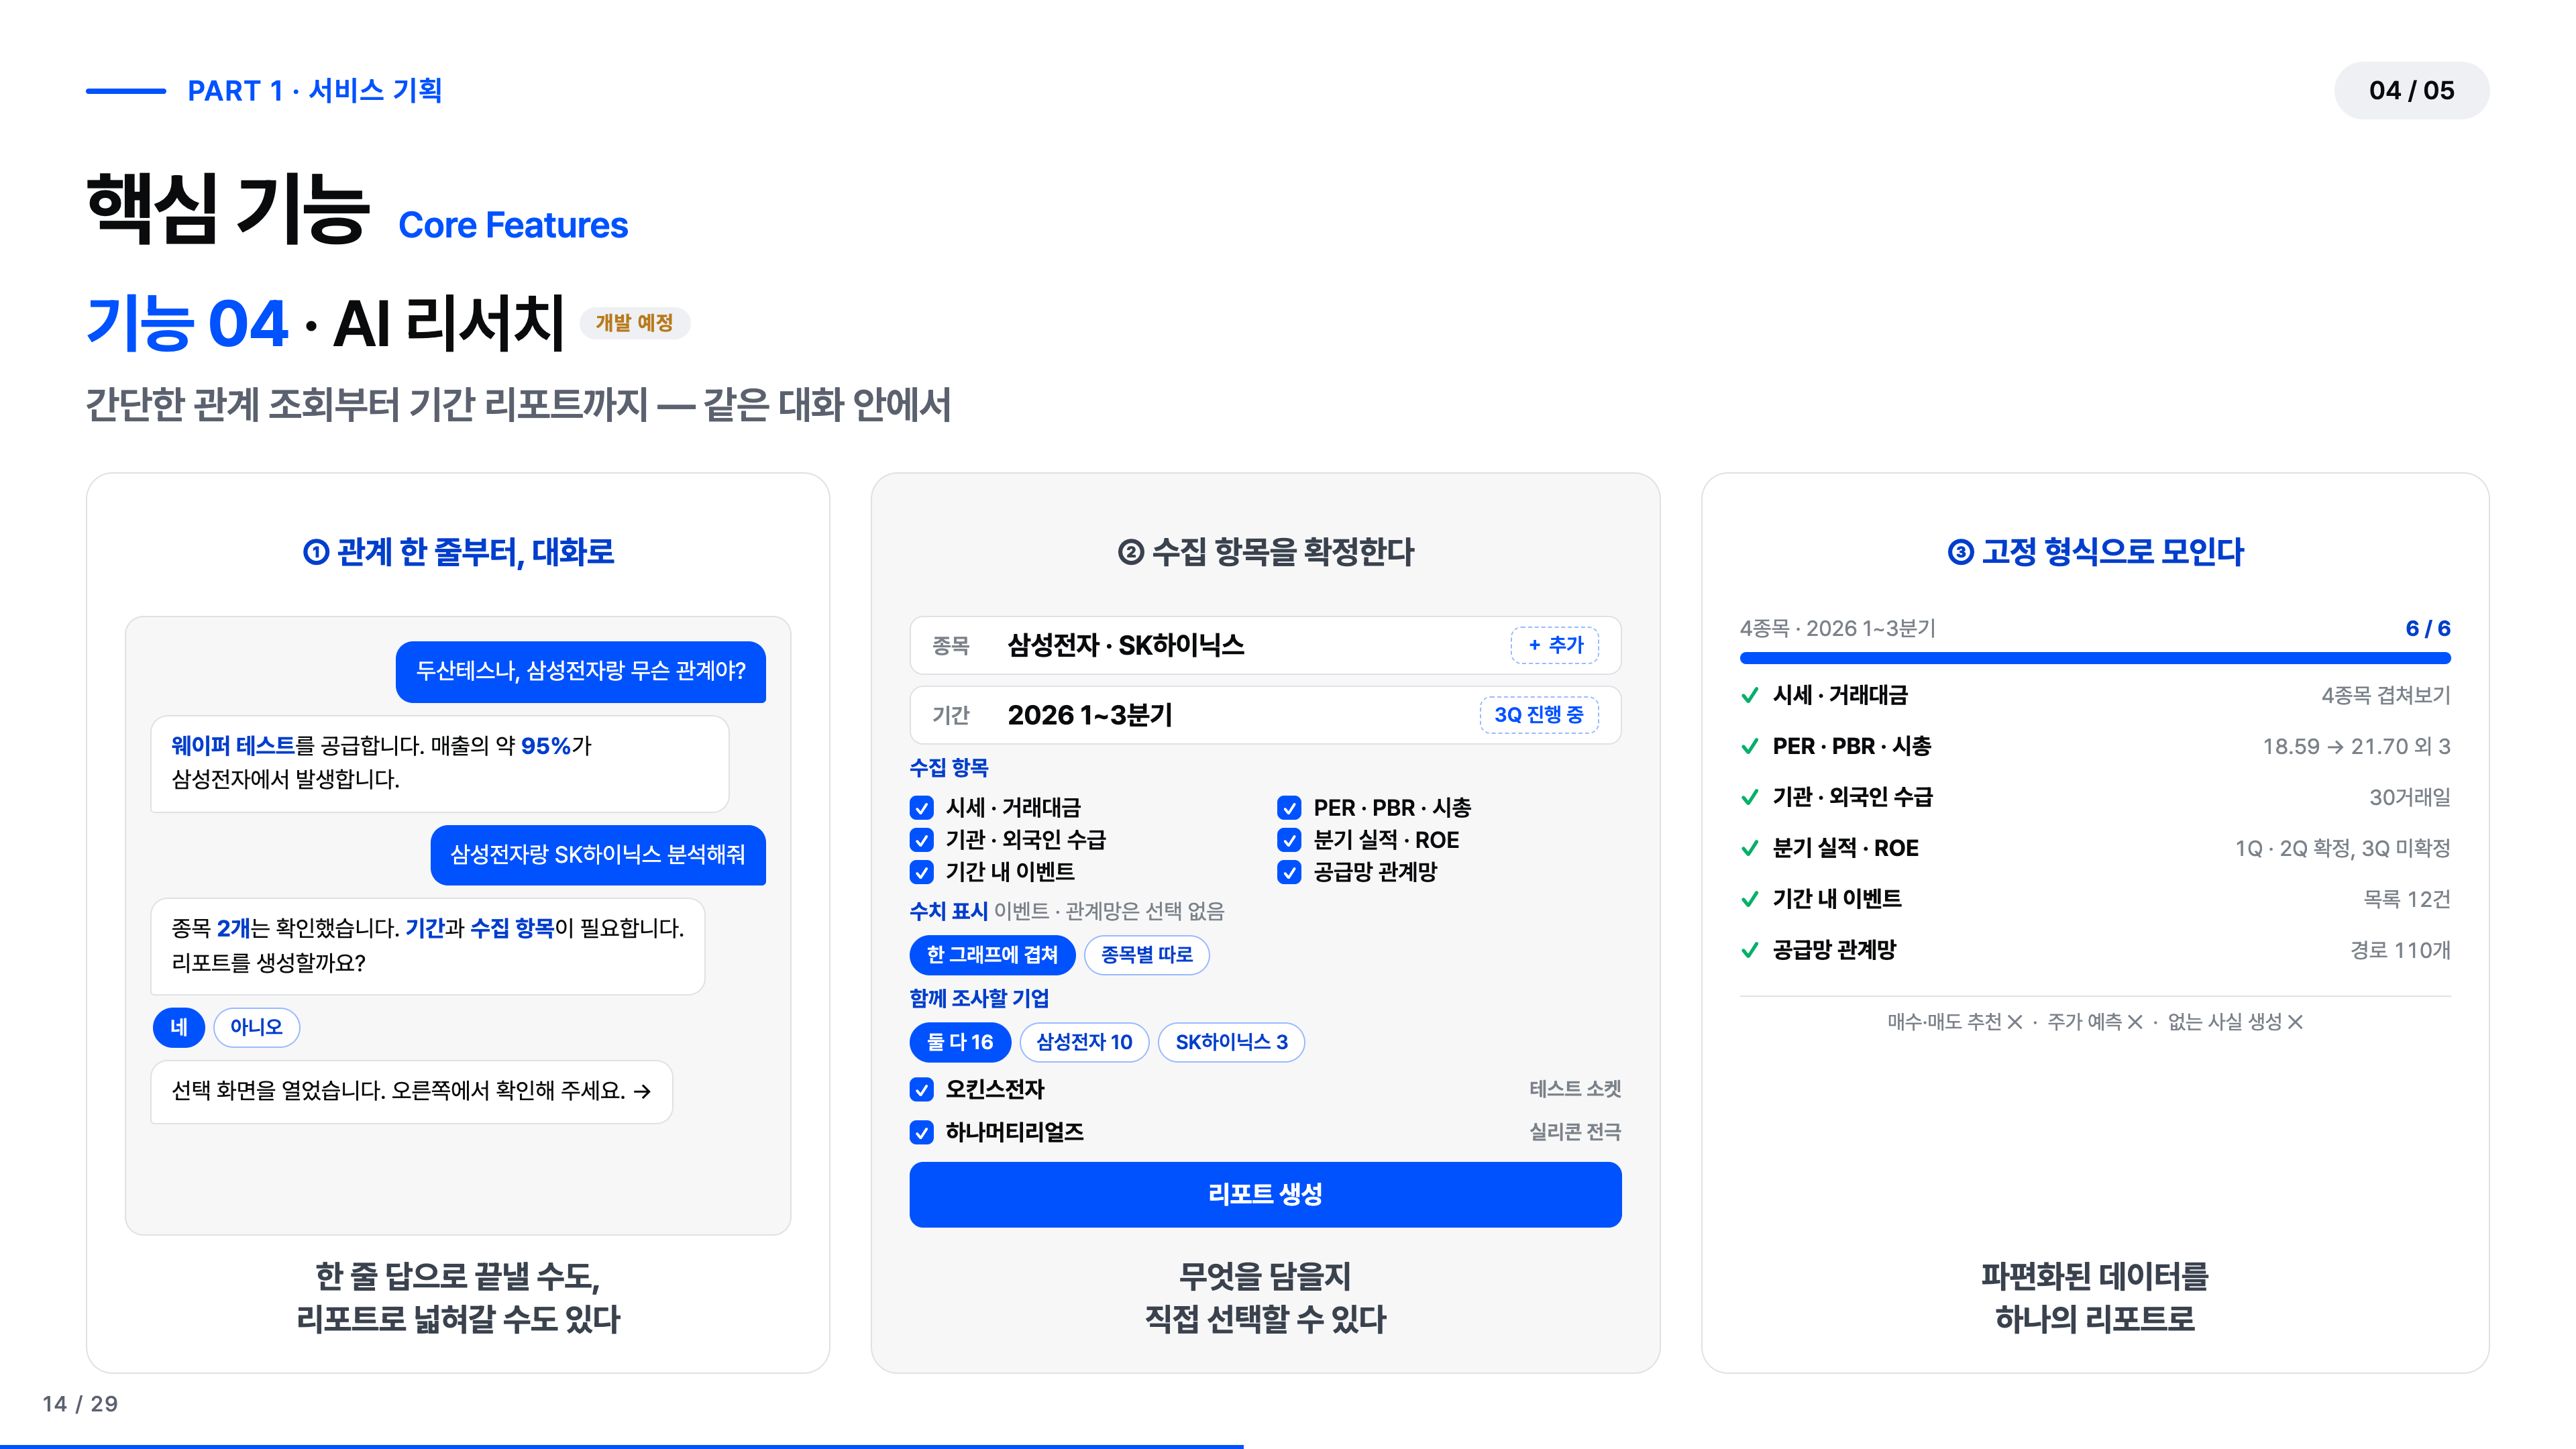 PART 1 · 서비스 기획
04 / 05
핵심 기능 Core Features
기능 04 · AI 리서치 개발 예정
간단한 관계 조회부터 기간 리포트까지 — 같은 대화 안에서
① 관계 한 줄부터, 대화로
두산테스나, 삼성전자랑 무슨 관계야?
웨이퍼 테스트를 공급합니다. 매출의 약 95%가
삼성전자에서 발생합니다.
삼성전자랑 SK하이닉스 분석해줘
종목 2개는 확인했습니다. 기간과 수집 항목이 필요합니다.
리포트를 생성할까요?
네 아니오
선택 화면을 열었습니다. 오른쪽에서 확인해 주세요. →
한 줄 답으로 끝낼 수도,
리포트로 넓혀갈 수도 있다
② 수집 항목을 확정한다
종목 삼성전자 · SK하이닉스 + 추가
기간 2026 1~3분기 3Q 진행 중
수집 항목
시세 · 거래대금 PER · PBR · 시총
기관 · 외국인 수급 분기 실적 · ROE
기간 내 이벤트 공급망 관계망
수치 표시 이벤트 · 관계망은 선택 없음
한 그래프에 겹쳐 종목별 따로
함께 조사할 기업
둘 다 16 삼성전자 10 SK하이닉스 3
오킨스전자 테스트 소켓
하나머티리얼즈 실리콘 전극
리포트 생성
무엇을 담을지
직접 선택할 수 있다
③ 고정 형식으로 모인다
4종목 · 2026 1~3분기 6 / 6
시세 · 거래대금 4종목 겹쳐보기
PER · PBR · 시총 18.59 → 21.70 외 3
기관 · 외국인 수급 30거래일
분기 실적 · ROE 1Q · 2Q 확정, 3Q 미확정
기간 내 이벤트 목록 12건
공급망 관계망 경로 110개
매수·매도 추천 ✕ · 주가 예측 ✕ · 없는 사실 생성 ✕
파편화된 데이터를
하나의 리포트로
14 / 29